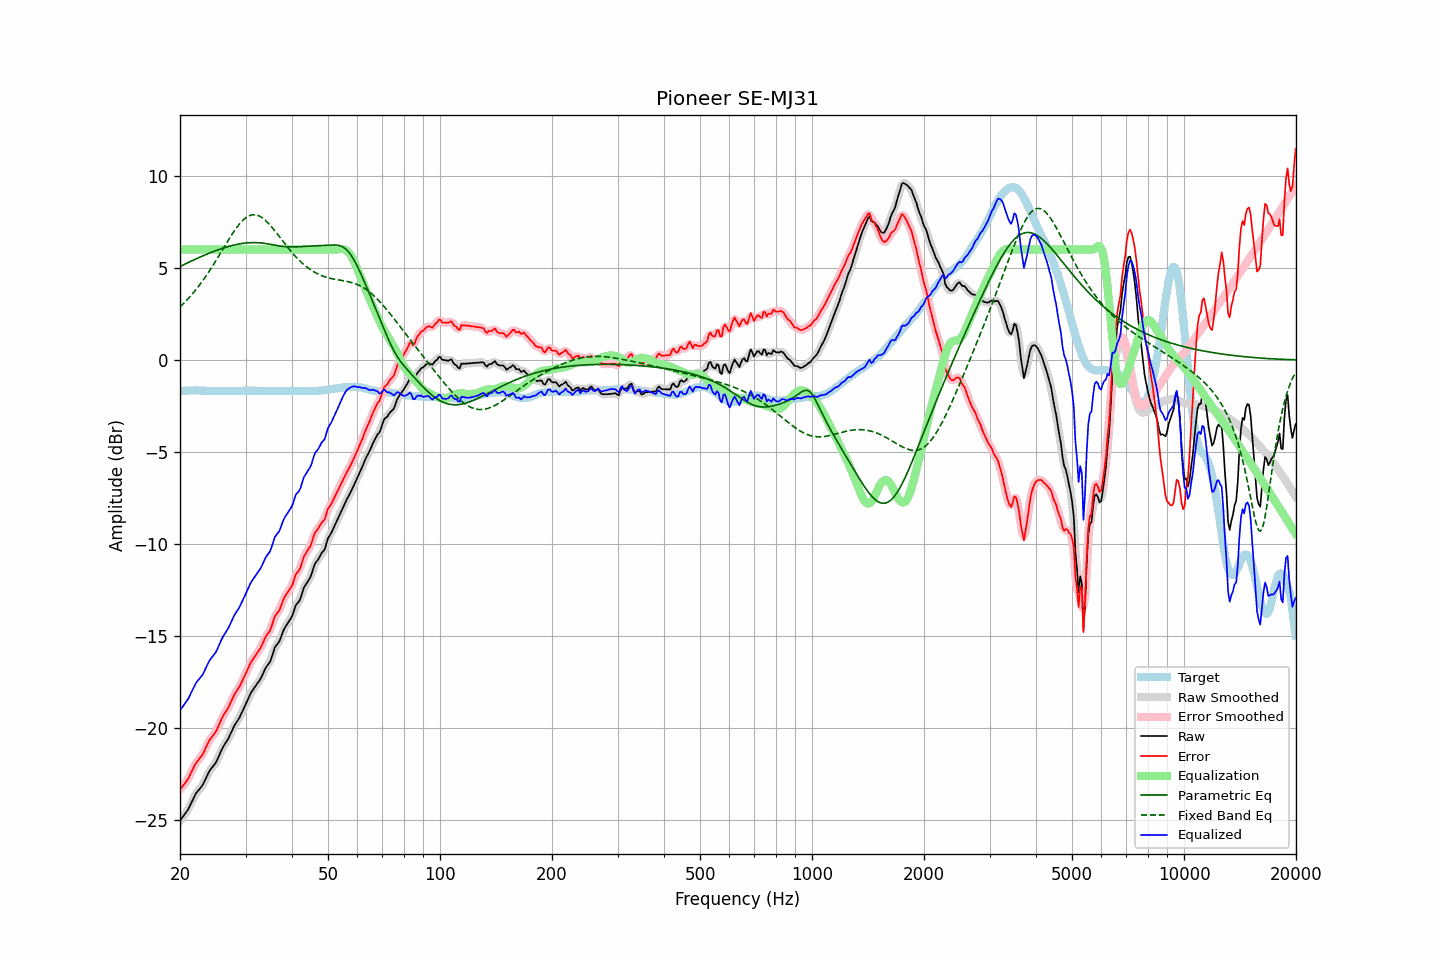 Pioneer SE-MJ31
Amplitude (dBr)
10
5
0
−5
−10
−15
−20
−25
20
50
100
200
500
1000
2000
5000
10000
20000
Frequency (Hz)
Target
Raw Smoothed
Error Smoothed
Raw
Error
Equalization
Parametric Eq
Fixed Band Eq
Equalized